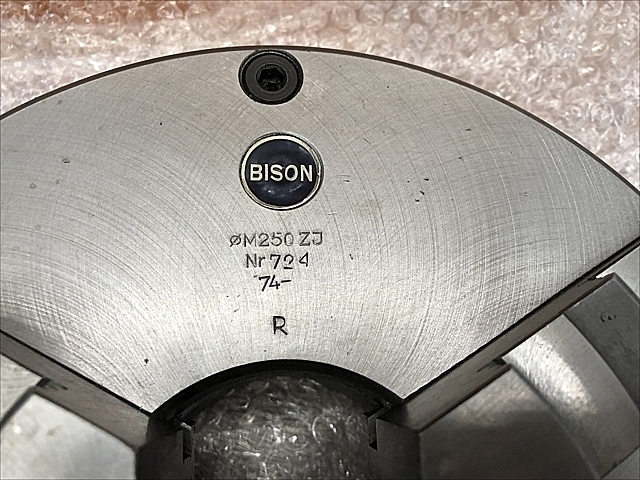 BISON
ØM250 ZJ
Nr 724
74-
R